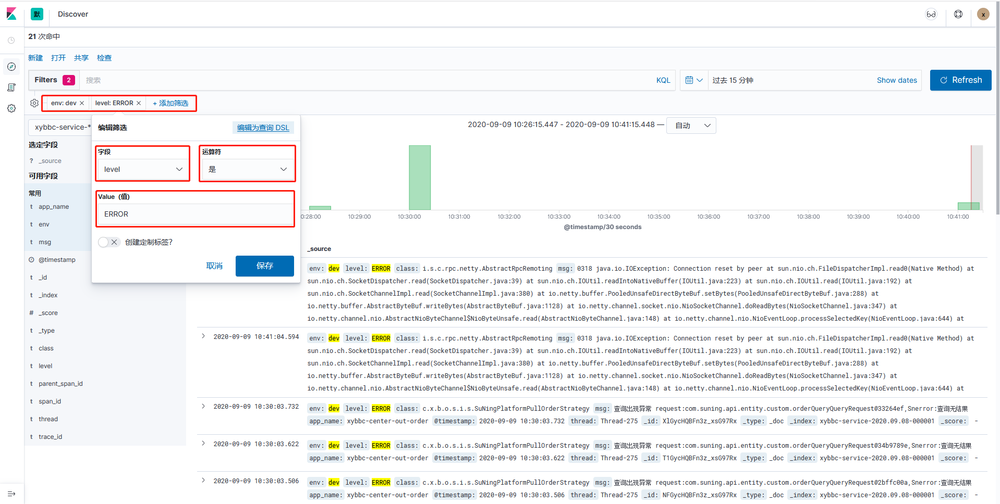 默 Discover x
21 次命中
新建 打开 共享 检查
Filters 2 搜索 KQL 过去 15 分钟 Show dates Refresh
env: dev × level: ERROR × + 添加筛选
编辑筛选 编辑为查询 DSL
字段 运算符
level 是
Value (值)
ERROR
创建定制标签?
取消 保存
xybbc-service-*
选定字段
? _source
可用字段
常用
t app_name
t env
t msg
@timestamp
t _id
t _index
# _score
t _type
t class
t level
t parent_span_id
t span_id
t thread
t trace_id
2020-09-09 10:26:15.447 - 2020-09-09 10:41:15.448 — 自动
0:28:00 10:29:00 10:30:00 10:31:00 10:32:00 10:33:00 10:34:00 10:35:00 10:36:00 10:37:00 10:38:00 10:39:00 10:40:00 10:41:00
@timestamp/30 seconds
_source
env: dev level: ERROR class: i.s.c.rpc.netty.AbstractRpcRemoting msg: 0318 java.io.IOException: Connection reset by peer at sun.nio.ch.FileDispatcherImpl.read0(Native Method) at
sun.nio.ch.SocketDispatcher.read(SocketDispatcher.java:39) at sun.nio.ch.IOUtil.readIntoNativeBuffer(IOUtil.java:223) at sun.nio.ch.IOUtil.read(IOUtil.java:192) at
sun.nio.ch.SocketChannelImpl.read(SocketChannelImpl.java:380) at io.netty.buffer.PooledUnsafeDirectByteBuf.setBytes(PooledUnsafeDirectByteBuf.java:288) at
io.netty.buffer.AbstractByteBuf.writeBytes(AbstractByteBuf.java:1128) at io.netty.channel.socket.nio.NioSocketChannel.doReadBytes(NioSocketChannel.java:347) at
io.netty.channel.nio.AbstractNioByteChannel$NioByteUnsafe.read(AbstractNioByteChannel.java:148) at io.netty.channel.nio.NioEventLoop.processSelectedKey(NioEventLoop.java:644) at
2020-09-09 10:41:04.594 env: dev level: ERROR class: i.s.c.rpc.netty.AbstractRpcRemoting msg: 0318 java.io.IOException: Connection reset by peer at sun.nio.ch.FileDispatcherImpl.read0(Native Method) at
sun.nio.ch.SocketDispatcher.read(SocketDispatcher.java:39) at sun.nio.ch.IOUtil.readIntoNativeBuffer(IOUtil.java:223) at sun.nio.ch.IOUtil.read(IOUtil.java:192) at
sun.nio.ch.SocketChannelImpl.read(SocketChannelImpl.java:380) at io.netty.buffer.PooledUnsafeDirectByteBuf.setBytes(PooledUnsafeDirectByteBuf.java:288) at
io.netty.buffer.AbstractByteBuf.writeBytes(AbstractByteBuf.java:1128) at io.netty.channel.socket.nio.NioSocketChannel.doReadBytes(NioSocketChannel.java:347) at
io.netty.channel.nio.AbstractNioByteChannel$NioByteUnsafe.read(AbstractNioByteChannel.java:148) at io.netty.channel.nio.NioEventLoop.processSelectedKey(NioEventLoop.java:644) at
2020-09-09 10:30:03.732 env: dev level: ERROR class: c.x.b.o.s.i.s.SuNingPlatformPullOrderStrategy msg: 查询出现异常 request:com.suning.api.entity.custom.orderQueryQueryRequest@33264ef,Snerror:查询无结果
app_name: xybbc-center-out-order @timestamp: 2020-09-09 10:30:03.732 thread: Thread-275 _id: XlGycHQBFn3z_xsG97Rx _type: _doc _index: xybbc-service-2020.09.08-000001 _score: -
2020-09-09 10:30:03.622 env: dev level: ERROR class: c.x.b.o.s.i.s.SuNingPlatformPullOrderStrategy msg: 查询出现异常 request:com.suning.api.entity.custom.orderQueryQueryRequest@34b9789e,Snerror:查询无结果
app_name: xybbc-center-out-order @timestamp: 2020-09-09 10:30:03.622 thread: Thread-275 _id: T1GycHQBFn3z_xsG97Rx _type: _doc _index: xybbc-service-2020.09.08-000001 _score: -
2020-09-09 10:30:03.506 env: dev level: ERROR class: c.x.b.o.s.i.s.SuNingPlatformPullOrderStrategy msg: 查询出现异常 request:com.suning.api.entity.custom.orderQueryQueryRequest@2bffc00a,Snerror:查询无结果
app_name: xybbc-center-out-order @timestamp: 2020-09-09 10:30:03.506 thread: Thread-275 _id: NFGycHQBFn3z_xsG97Rx _type: _doc _index: xybbc-service-2020.09.08-000001 _score: -